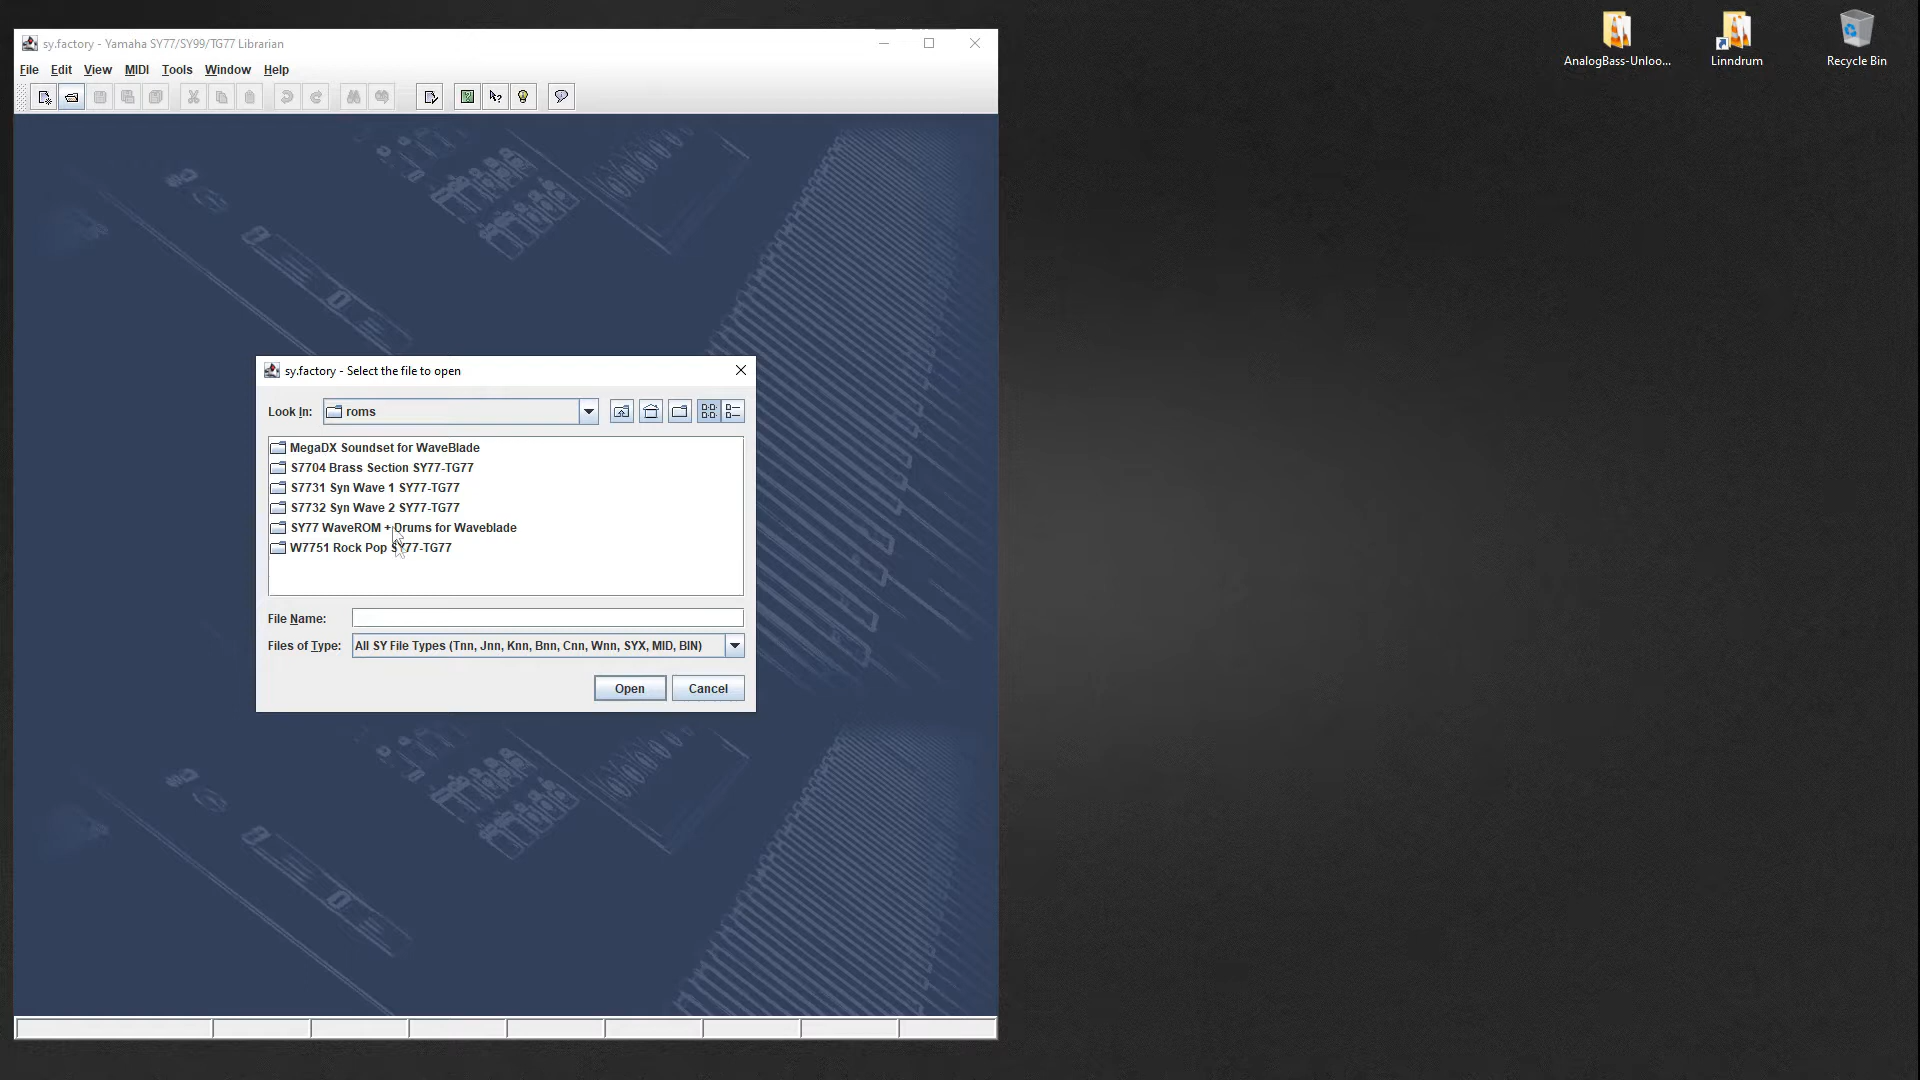 sy.factory - Yamaha SY77/SY99/TG77 Librarian
File Edit View MIDI Tools Window Help
AnalogBass-Unloo...
Linndrum
Recycle Bin
sy.factory - Select the file to open
Look In: roms
MegaDX Soundset for WaveBlade
S7704 Brass Section SY77-TG77
S7731 Syn Wave 1 SY77-TG77
S7732 Syn Wave 2 SY77-TG77
SY77 WaveROM + Drums for Waveblade
W7751 Rock Pop SY77-TG77
File Name:
Files of Type: All SY File Types (Tnn, Jnn, Knn, Bnn, Cnn, Wnn, SYX, MID, BIN)
Open Cancel